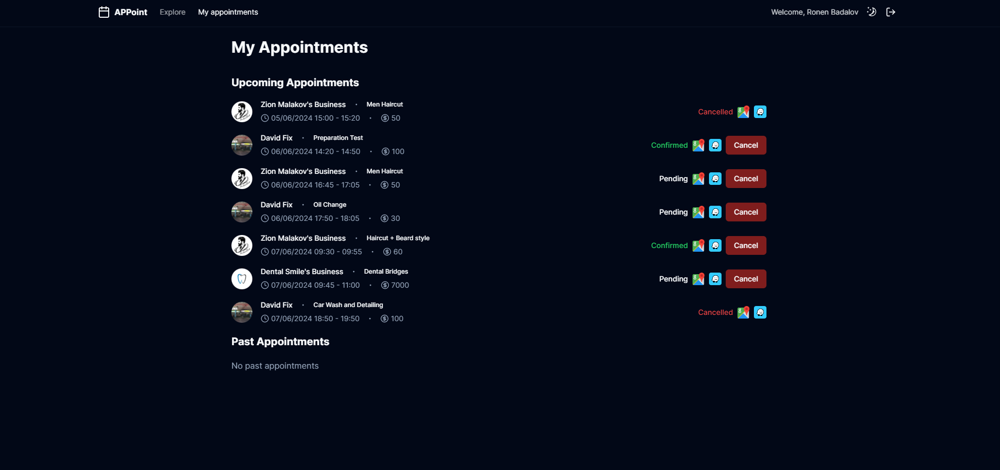 APPoint Explore My appointments Welcome, Ronen Badalov
My Appointments
Upcoming Appointments
Zion Malakov's Business · Men Haircut
05/06/2024 15:00 - 15:20 · 50
Cancelled
David Fix · Preparation Test
06/06/2024 14:20 - 14:50 · 100
Confirmed Cancel
Zion Malakov's Business · Men Haircut
06/06/2024 16:45 - 17:05 · 50
Pending Cancel
David Fix · Oil Change
06/06/2024 17:50 - 18:05 · 30
Pending Cancel
Zion Malakov's Business · Haircut + Beard style
07/06/2024 09:30 - 09:55 · 60
Confirmed Cancel
Dental Smile's Business · Dental Bridges
07/06/2024 09:45 - 11:00 · 7000
Pending Cancel
David Fix · Car Wash and Detailing
07/06/2024 18:50 - 19:50 · 100
Cancelled
Past Appointments
No past appointments